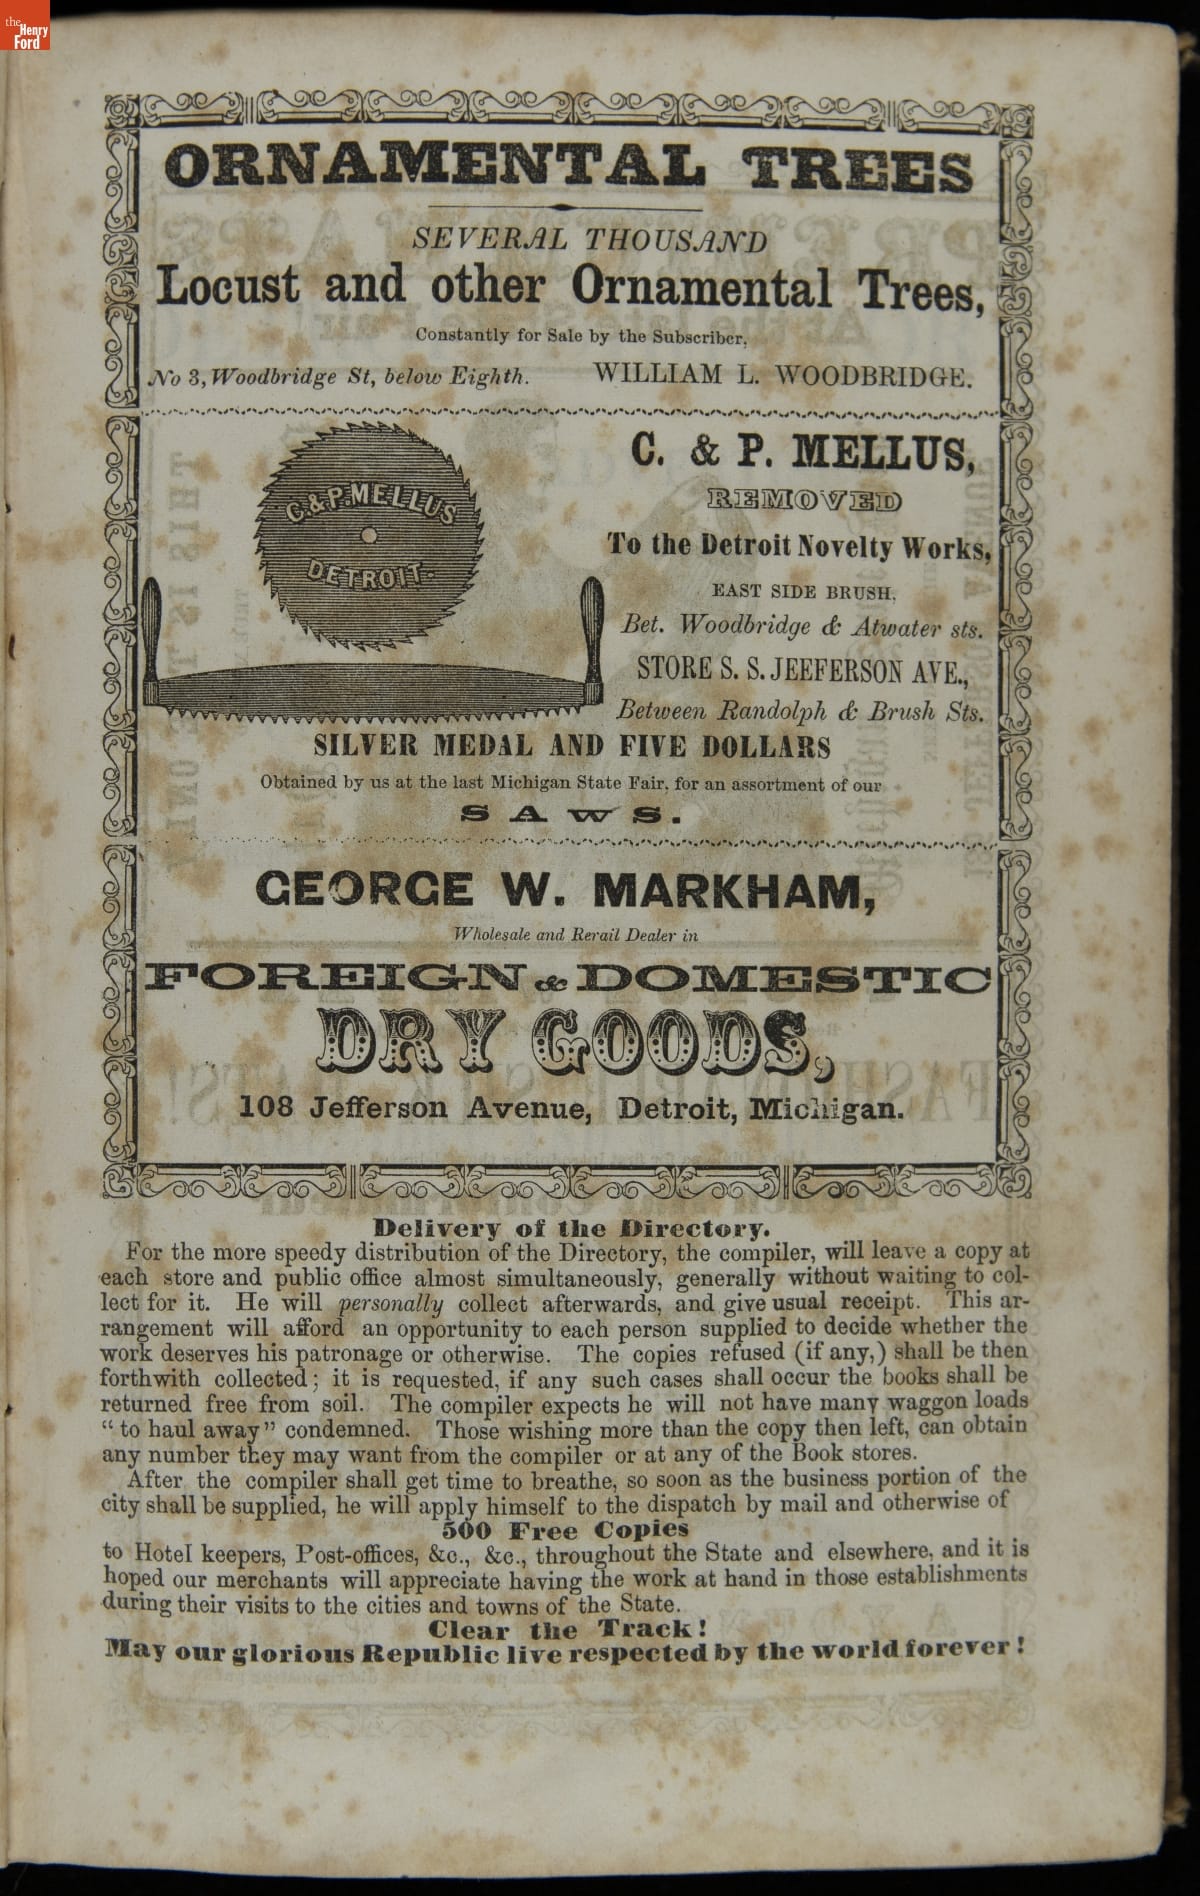 the
Henry
Ford
ORNAMENTAL TREES
SEVERAL THOUSAND
Locust and other Ornamental Trees,
Constantly for Sale by the Subscriber,
No 3, Woodbridge St, below Eighth. WILLIAM L. WOODBRIDGE.
C. & P. MELLUS
DETROIT.
C. & P. MELLUS,
REMOVED
To the Detroit Novelty Works,
EAST SIDE BRUSH,
Bet. Woodbridge & Atwater sts.
STORE S. S. JEEFERSON AVE.,
Between Randolph & Brush Sts.
SILVER MEDAL AND FIVE DOLLARS
Obtained by us at the last Michigan State Fair, for an assortment of our
SAWS.
GEORGE W. MARKHAM,
Wholesale and Rerail Dealer in
FOREIGN & DOMESTIC
DRY GOODS,
108 Jefferson Avenue, Detroit, Michigan.
Delivery of the Directory.
For the more speedy distribution of the Directory, the compiler, will leave a copy at
each store and public office almost simultaneously, generally without waiting to col-
lect for it. He will personally collect afterwards, and give usual receipt. This ar-
rangement will afford an opportunity to each person supplied to decide whether the
work deserves his patronage or otherwise. The copies refused (if any,) shall be then
forthwith collected; it is requested, if any such cases shall occur the books shall be
returned free from soil. The compiler expects he will not have many waggon loads
"to haul away" condemned. Those wishing more than the copy then left, can obtain
any number they may want from the compiler or at any of the Book stores.
After the compiler shall get time to breathe, so soon as the business portion of the
city shall be supplied, he will apply himself to the dispatch by mail and otherwise of
500 Free Copies
to Hotel keepers, Post-offices, &c., &c., throughout the State and elsewhere, and it is
hoped our merchants will appreciate having the work at hand in those establishments
during their visits to the cities and towns of the State.
Clear the Track!
May our glorious Republic live respected by the world forever!